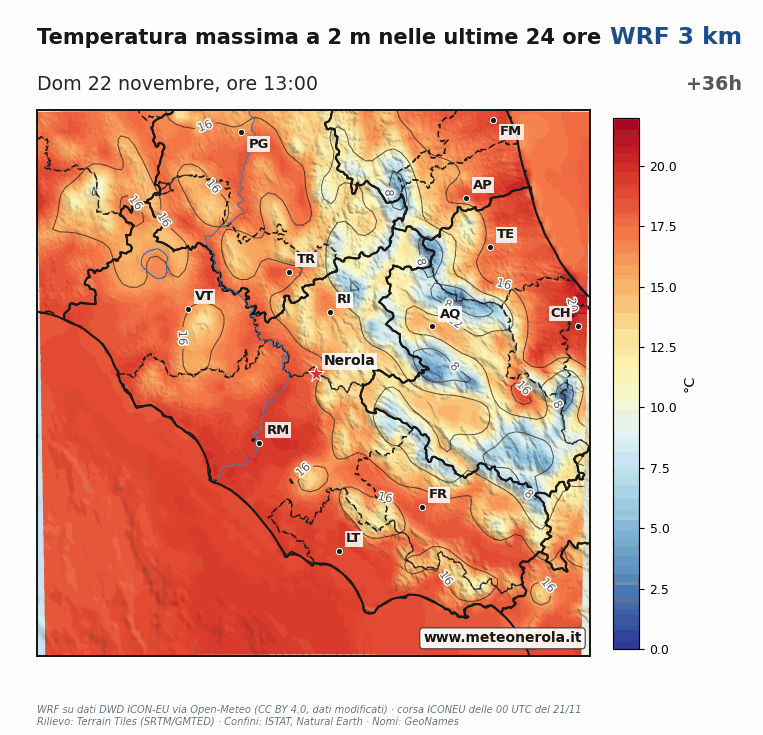 Temperatura massima a 2 m nelle ultime 24 ore WRF 3 km
Dom 22 novembre, ore 13:00 +36h
FM
16
PG
AP
8
16
16
16
TE
8
TR
16
VT
RI
20
CH
8
AQ
12
16
Nerola
8
16
8
RM
16
16
FR
8
LT
16
16
www.meteonerola.it
20.0
17.5
15.0
12.5
10.0
7.5
5.0
2.5
0.0
°C
WRF su dati DWD ICON-EU via Open-Meteo (CC BY 4.0, dati modificati) · corsa ICONEU delle 00 UTC del 21/11
Rilievo: Terrain Tiles (SRTM/GMTED) · Confini: ISTAT, Natural Earth · Nomi: GeoNames